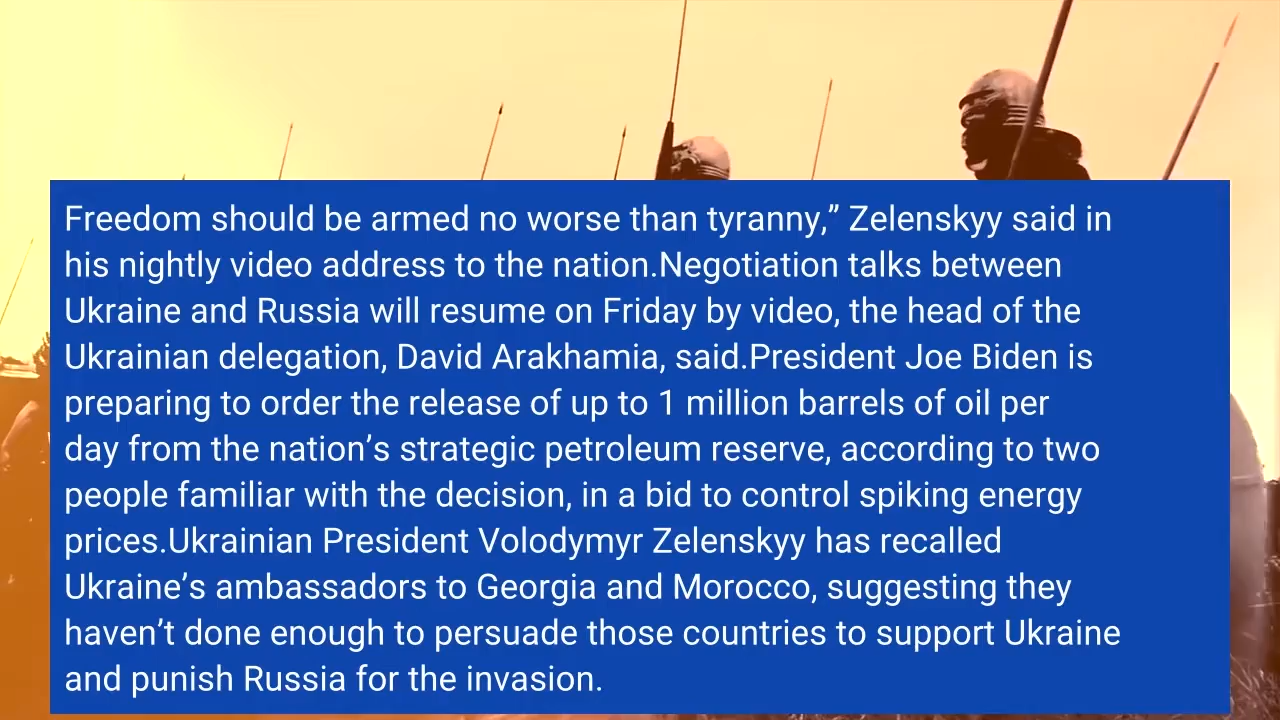 Freedom should be armed no worse than tyranny,” Zelenskyy said in
his nightly video address to the nation.Negotiation talks between
Ukraine and Russia will resume on Friday by video, the head of the
Ukrainian delegation, David Arakhamia, said.President Joe Biden is
preparing to order the release of up to 1 million barrels of oil per
day from the nation’s strategic petroleum reserve, according to two
people familiar with the decision, in a bid to control spiking energy
prices.Ukrainian President Volodymyr Zelenskyy has recalled
Ukraine’s ambassadors to Georgia and Morocco, suggesting they
haven’t done enough to persuade those countries to support Ukraine
and punish Russia for the invasion.